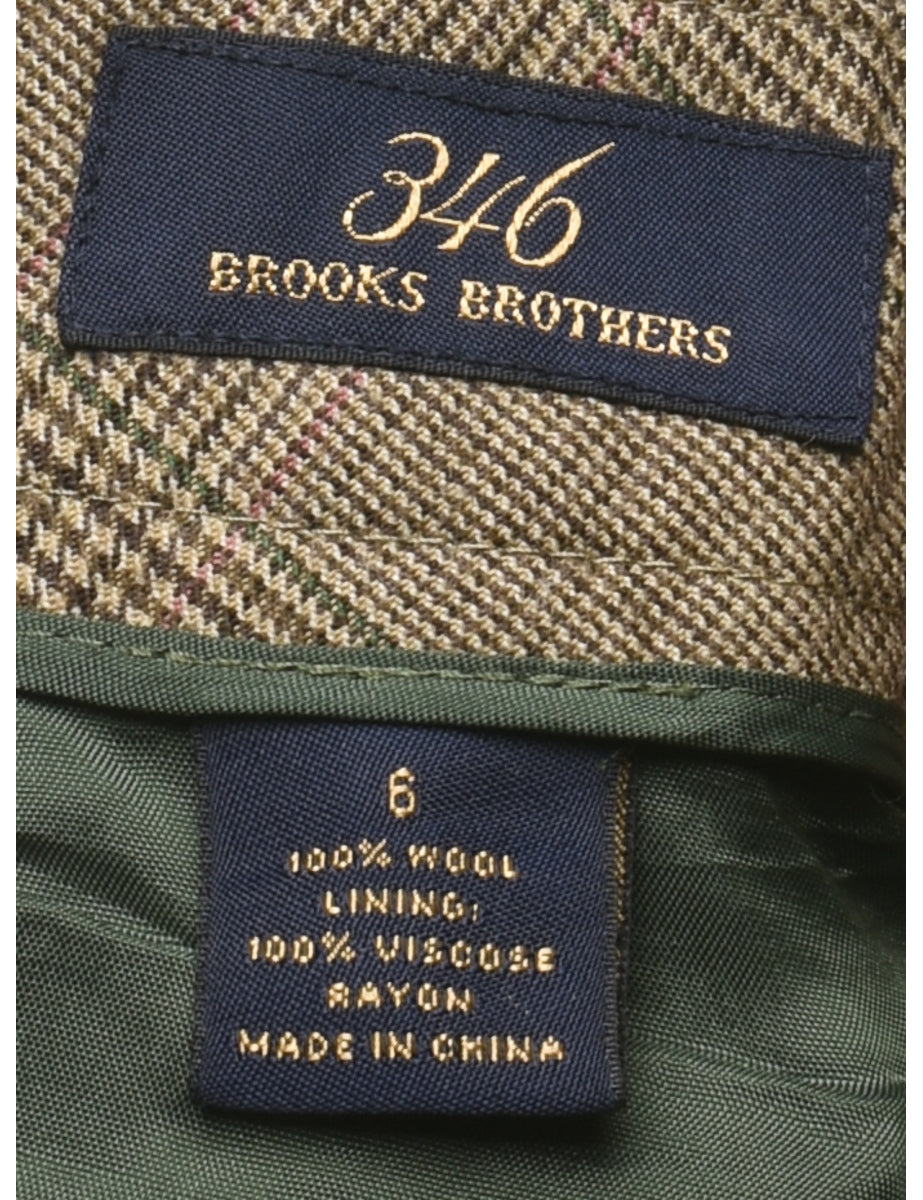 346
BROOKS BROTHERS
6
100% WOOL
LINING:
100% VISCOSE
RAYON
MADE IN CHINA